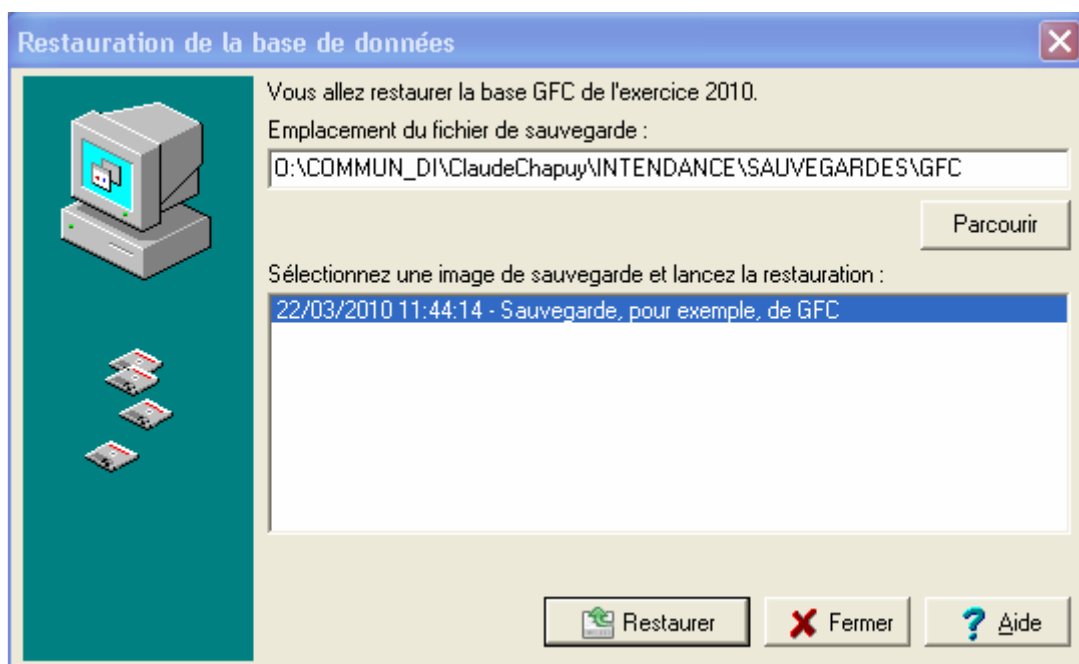 Restauration de la base de données
Vous allez restaurer la base GFC de l'exercice 2010.
Emplacement du fichier de sauvegarde :
O:\COMMUN_DI\ClaudeChapuy\INTENDANCE\SAUVEGARDES\GFC
Parcourir
Sélectionnez une image de sauvegarde et lancez la restauration :
22/03/2010 11:44:14 - Sauvegarde, pour exemple, de GFC
Restaurer
Fermer
Aide